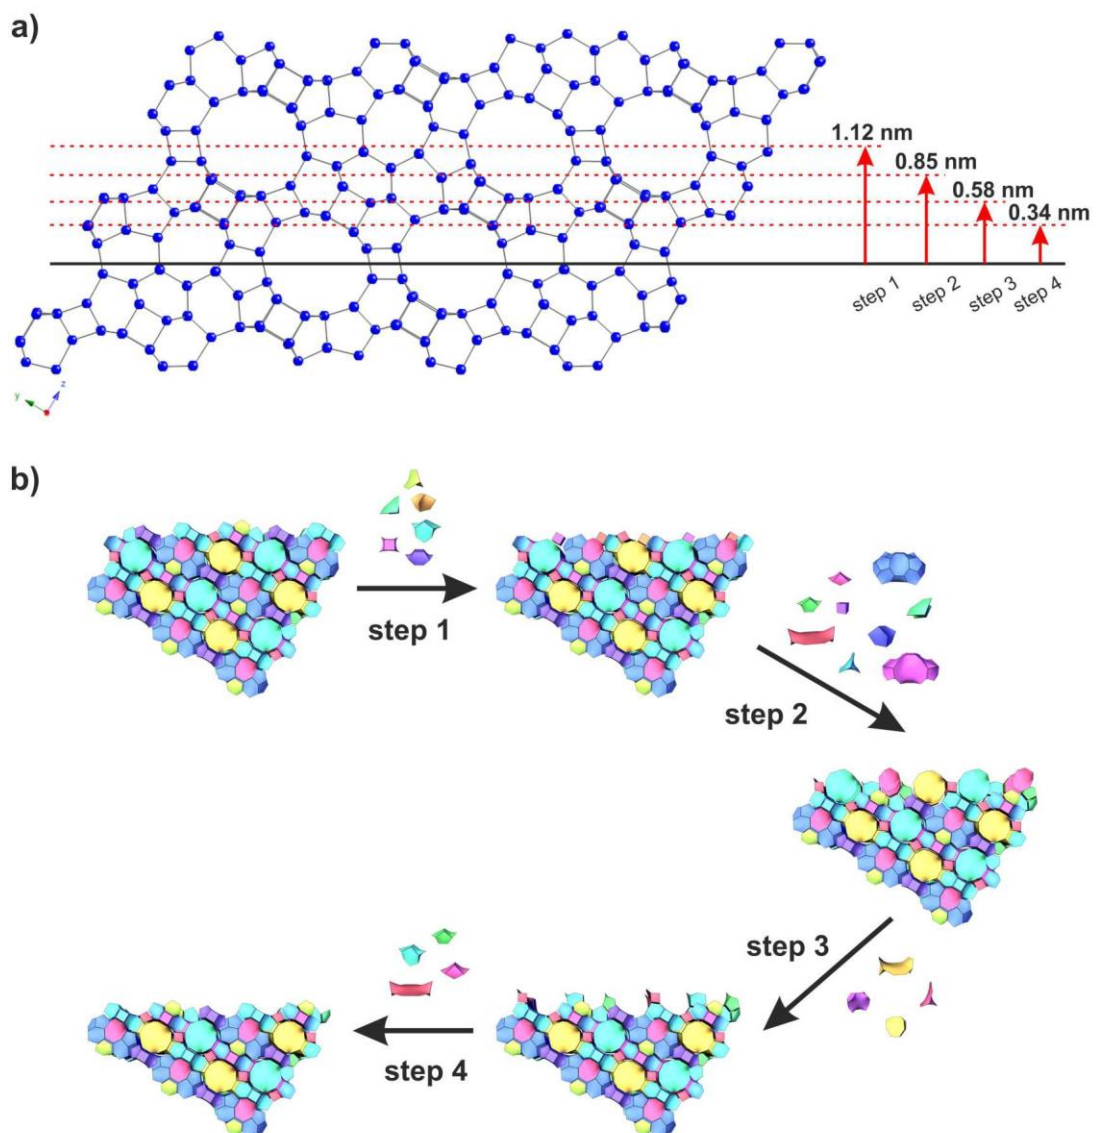 a)
1.12 nm
0.85 nm
0.58 nm
0.34 nm
step 1
step 2
step 3
step 4
z
y
b)
step 1
step 2
step 3
step 4